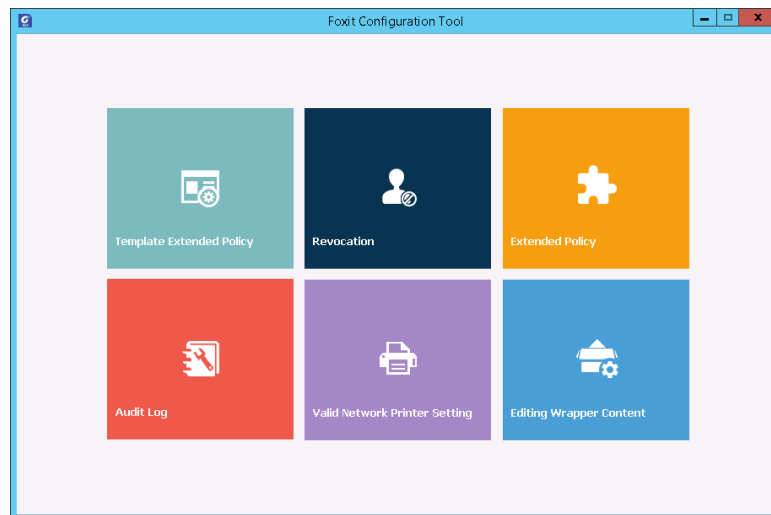 Foxit Configuration Tool
Template Extended Policy
Revocation
Extended Policy
Audit Log
Valid Network Printer Setting
Editing Wrapper Content